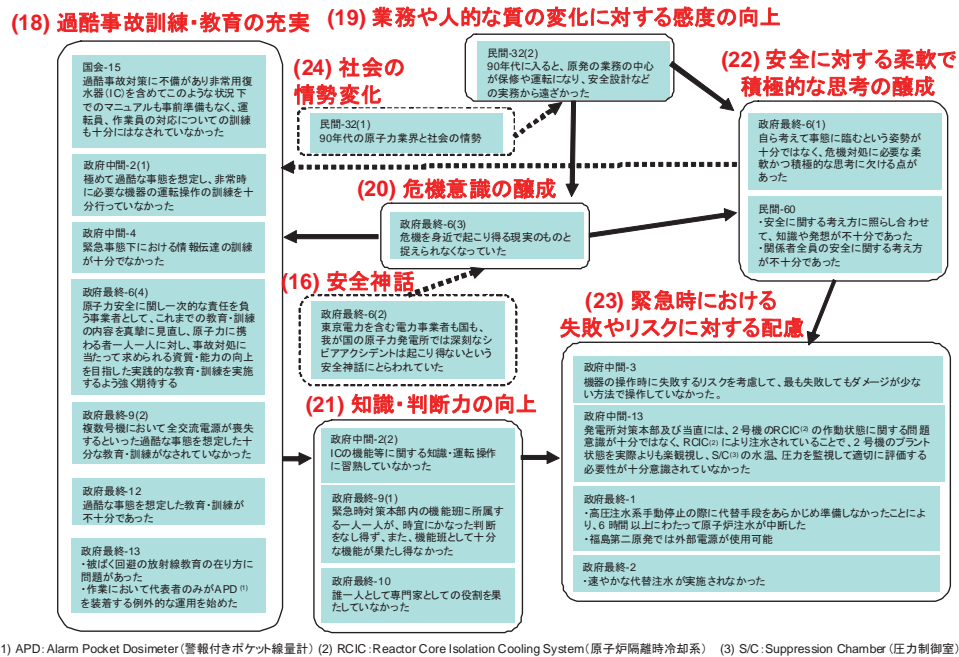 (18) 過酷事故訓練・教育の充実
国会-15
過酷事故対策に不備があり非常用復
水器(IC)を含めてこのような状況下
でのマニュアルも事前準備もなく、運
転員、作業員の対応についての訓練
も十分にはなされていなかった
政府中間-2(1)
極めて過酷な事態を想定し、非常時
に必要な機器の運転操作の訓練を十
分行っていなかった
政府中間-4
緊急事態下における情報伝達の訓練
が十分でなかった
政府最終-6(4)
原子力安全に関し一次的な責任を負
う事業者として、これまでの教育・訓練
の内容を真摯に見直し、原子力に携
わる者一人一人に対し、事故対処に
当たって求められる資質・能力の向上
を目指した実践的な教育・訓練を実施
するよう強く期待する
政府最終-9(2)
複数号機において全交流電源が喪失
するといった過酷な事態を想定した十
分な教育・訓練がなされていなかった
政府最終-12
過酷な事態を想定した教育・訓練が
不十分であった
政府最終-13
・被ばく回避の放射線教育の在り方に
問題があった
・作業において代表者のみがAPD (1)
を装着する例外的な運用を始めた
(19) 業務や人的な質の変化に対する感度の向上
民間-32(2)
90年代に入ると、原発の業務の中心
が保修や運転になり、安全設計など
の実務から遠ざかった
(24) 社会の
情勢変化
民間-32(1)
90年代の原子力業界と社会の情勢
(20) 危機意識の醸成
政府最終-6(3)
危機を身近で起こり得る現実のものと
捉えられなくなっていた
(16) 安全神話
政府最終-6(2)
東京電力を含む電力事業者も国も、
我が国の原子力発電所では深刻なシ
ビアアクシデントは起こり得ないという
安全神話にとらわれていた
(21) 知識・判断力の向上
政府中間-2(2)
ICの機能等に関する知識・運転操作
に習熟していなかった
政府最終-9(1)
緊急時対策本部内の機能班に所属す
る一人一人が、時宜にかなった判断
をなし得ず、また、機能班として十分
な機能が果たし得なかった
政府最終-10
誰一人として専門家としての役割を果
たしていなかった
(22) 安全に対する柔軟で
積極的な思考の醸成
政府最終-6(1)
自ら考えて事態に臨むという姿勢が
十分ではなく、危機対処に必要な柔
軟かつ積極的な思考に欠ける点が
あった
民間-60
・安全に関する考え方に照らし合わせ
て、知識や発想が不十分であった
・関係者全員の安全に関する考え方
が不十分であった
(23) 緊急時における
失敗やリスクに対する配慮
政府中間-3
機器の操作時に失敗するリスクを考慮して、最も失敗してもダメージが少な
い方法で操作していなかった。
政府中間-13
発電所対策本部及び当直には、2号機のRCIC(2) の作動状態に関する問題
意識が十分ではなく、RCIC(2) により注水されていることで、2号機のプラント
状態を実際よりも楽観視し、S/C(3) の水温、圧力を監視して適切に評価する
必要性が十分意識されていなかった
政府最終-1
・高圧注水系手動停止の際に代替手段をあらかじめ準備しなかったことによ
り、6時間以上にわたって原子炉注水が中断した
・福島第二原発では外部電源が使用可能
政府最終-2
・速やかな代替注水が実施されなかった
1) APD: Alarm Pocket Dosimeter (警報付きポケット線量計) (2) RCIC: Reactor Core Isolation Cooling System(原子炉隔離時冷却系) (3) S/C: Suppression Chamber (圧力制御室)